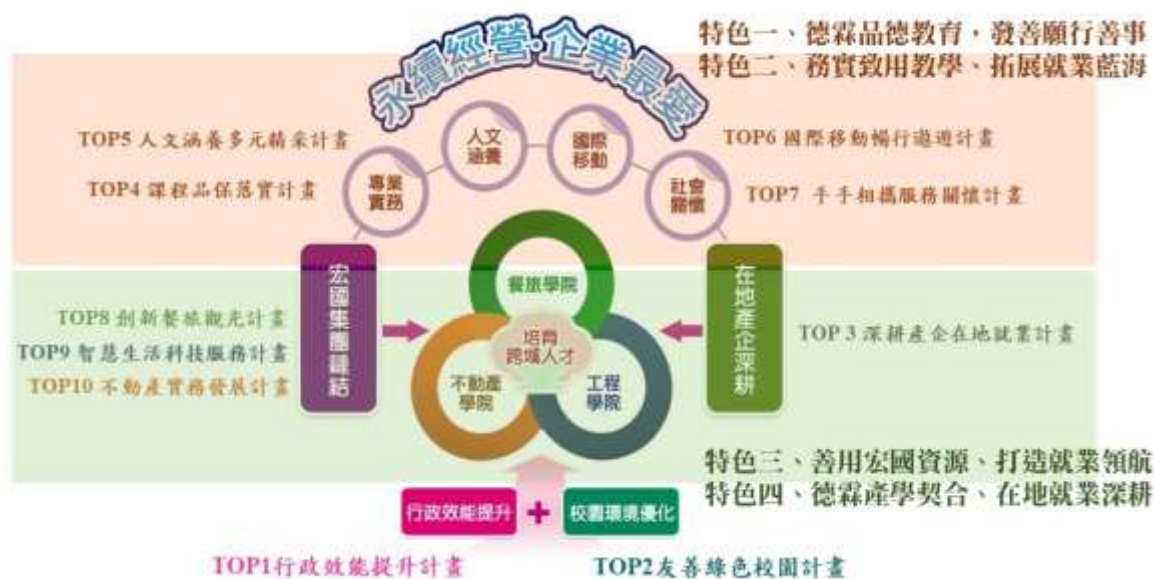 特色一、德霖品德教育，發善願行善事
特色二、務實致用教學、拓展就業藍海
永續經營‧企業最愛
TOP5 人文涵養多元精采計畫
人文
涵養
國際
移動
TOP6 國際移動暢行遨遊計畫
TOP4 課程品保落實計畫
專業
實務
社會
關懷
TOP7 手手相攜服務關懷計畫
宏國集團鏈結
餐旅學院
在地產企深耕
TOP8 創新餐旅觀光計畫
TOP9 智慧生活科技服務計畫
TOP10 不動產實務發展計畫
培育
跨域人才
TOP 3 深耕產企在地就業計畫
不動產
學院
工程
學院
特色三、善用宏國資源、打造就業領航
特色四、德霖產學契合、在地就業深耕
行政效能提升 + 校園環境優化
TOP1行政效能提升計畫
TOP2友善綠色校園計畫